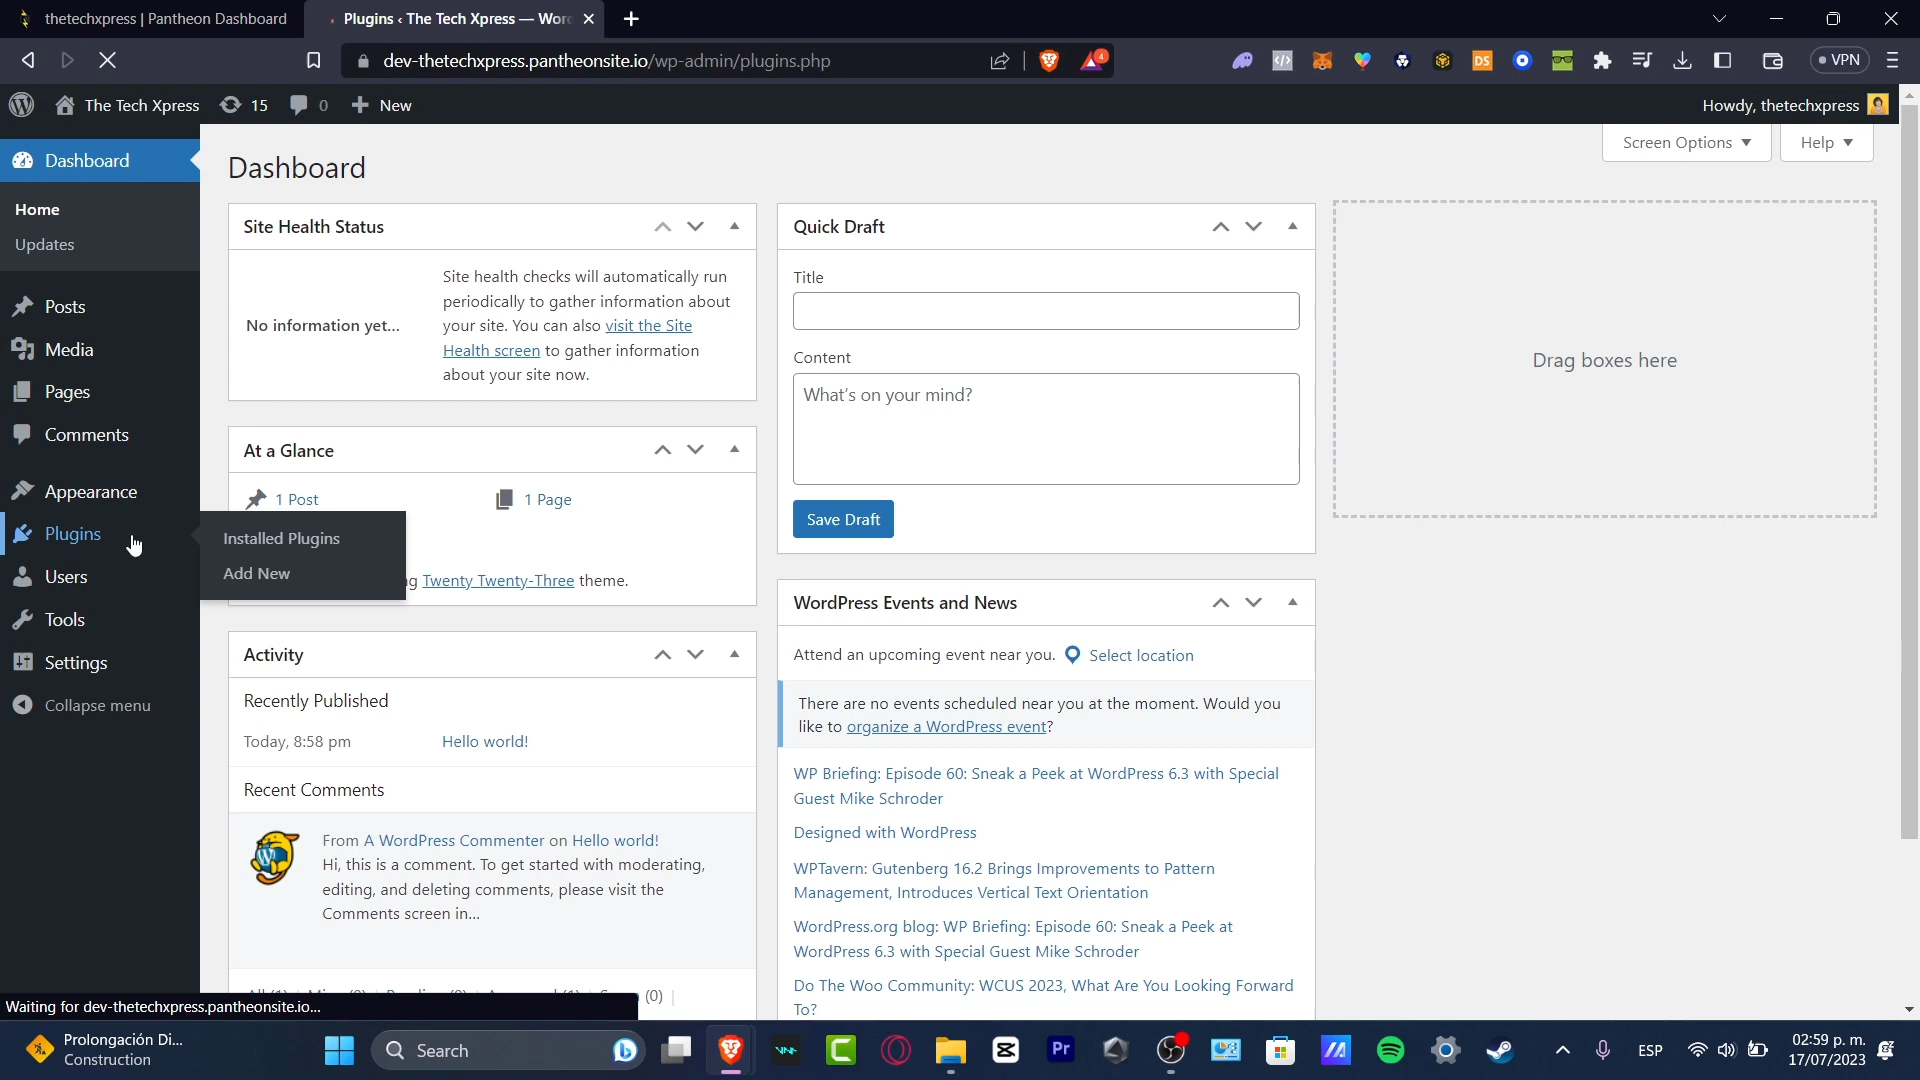 thetechxpress | Pantheon Dashboard
Plugins ‹ The Tech Xpress — Wor
dev-thetechxpress.pantheonsite.io/wp-admin/plugins.php
4
DS
VPN
The Tech Xpress
15
0
New
Howdy, thetechxpress
Dashboard
Home
Updates
Posts
Media
Pages
Comments
Appearance
Plugins
Installed Plugins
Add New
Users
Tools
Settings
Collapse menu
Dashboard
Screen Options
Help
Site Health Status
No information yet...
Site health checks will automatically run
periodically to gather information about
your site. You can also visit the Site
Health screen to gather information
about your site now.
At a Glance
1 Post
1 Page
g Twenty Twenty-Three theme.
Activity
Recently Published
Today, 8:58 pm
Hello world!
Recent Comments
From A WordPress Commenter on Hello world!
Hi, this is a comment. To get started with moderating,
editing, and deleting comments, please visit the
Comments screen in...
(0)
Quick Draft
Title
Content
What's on your mind?
Save Draft
WordPress Events and News
Attend an upcoming event near you.
Select location
There are no events scheduled near you at the moment. Would you
like to organize a WordPress event?
WP Briefing: Episode 60: Sneak a Peek at WordPress 6.3 with Special
Guest Mike Schroder
Designed with WordPress
WPTavern: Gutenberg 16.2 Brings Improvements to Pattern
Management, Introduces Vertical Text Orientation
WordPress.org blog: WP Briefing: Episode 60: Sneak a Peek at
WordPress 6.3 with Special Guest Mike Schroder
Do The Woo Community: WCUS 2023, What Are You Looking Forward
To?
Drag boxes here
Waiting for dev-thetechxpress.pantheonsite.io...
Prolongación Di...
Construction
Search
Pr
ESP
02:59 p. m.
17/07/2023